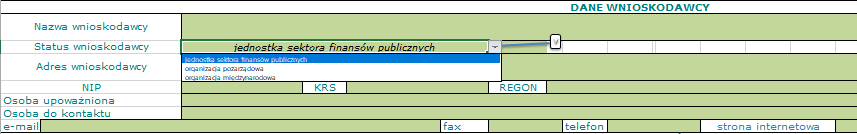 DANE WNIOSKODAWCY
Nazwa wnioskodawcy
Status wnioskodawcy jednostka sektora finansów publicznych
jednostka sektora finansów publicznych
organizacja pozarządowa
organizacja międzynarodowa
Adres wnioskodawcy
NIP KRS REGON
Osoba upoważniona
Osoba do kontaktu
e-mail fax telefon strona internetowa